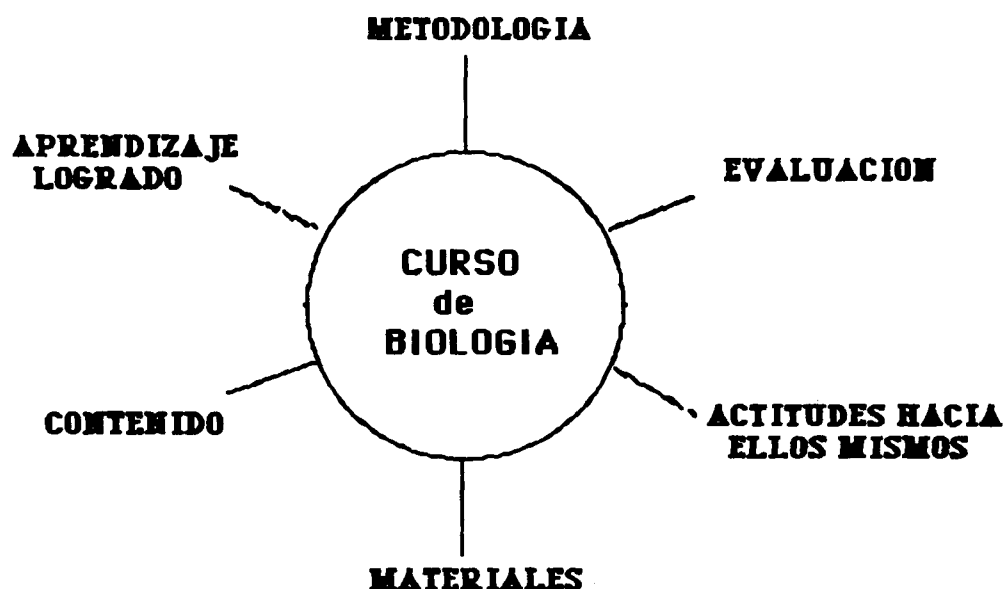 METODOLOGIA
APRENDIZAJE
LOGRADO
EVALUACION
CURSO
de
BIOLOGIA
CONTENIDO
ACTITUDES HACIA
ELLOS MISMOS
MATERIALES